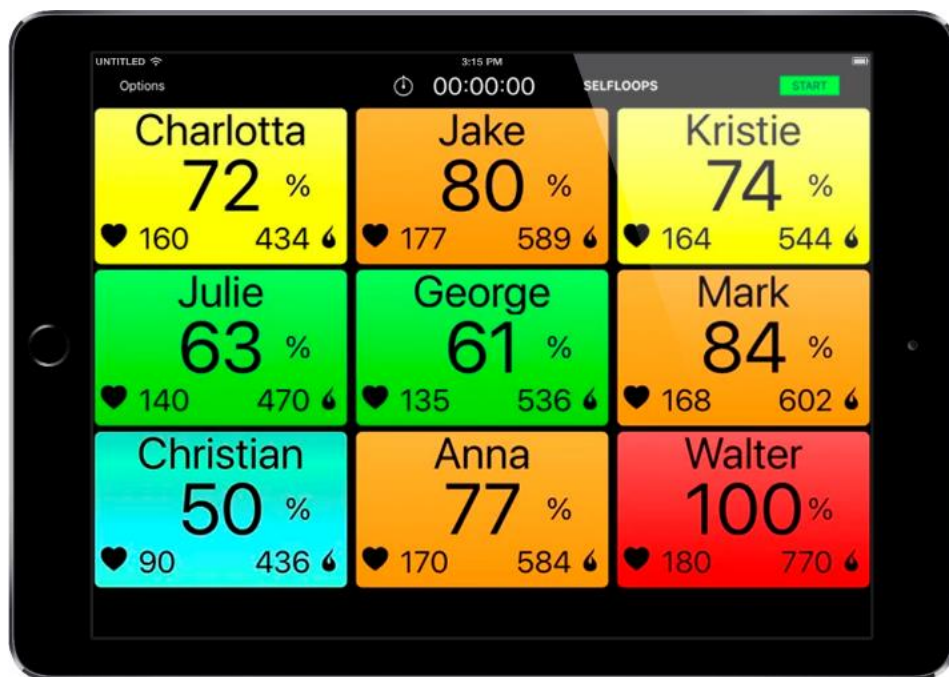 UNTITLED 3:15 PM
Options 00:00:00 SELFLOOPS START
Charlotta Jake Kristie
72 % 80 % 74 %
160 434 177 589 164 544
Julie George Mark
63 % 61 % 84 %
140 470 135 536 168 602
Christian Anna Walter
50 % 77 % 100 %
90 436 170 584 180 770